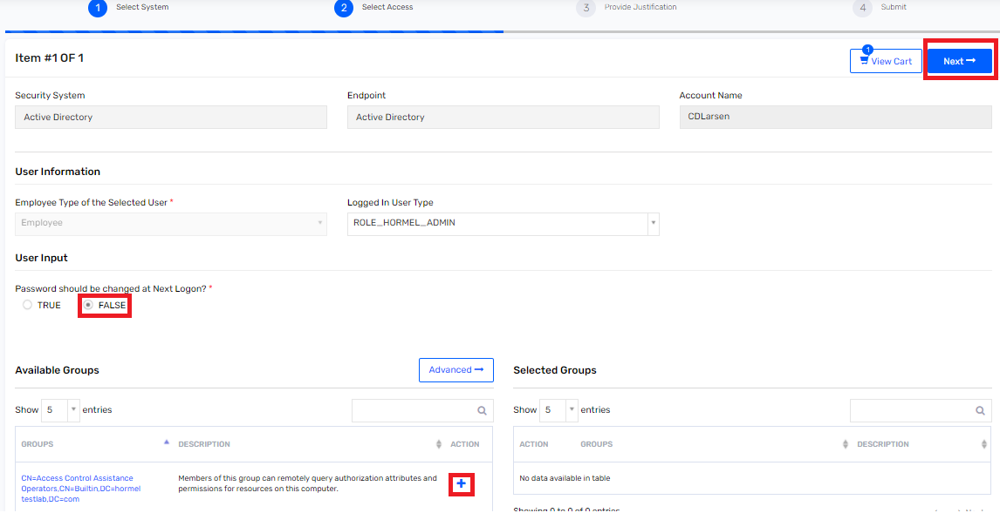 1 Select System 2 Select Access 3 Provide Justification 4 Submit
Item #1 OF 1
1
View Cart
Next
Security System Endpoint Account Name
Active Directory Active Directory CDLarsen
User Information
Employee Type of the Selected User * Logged In User Type
Employee ROLE_HORMEL_ADMIN
User Input
Password should be changed at Next Logon? *
TRUE FALSE
Available Groups Advanced Selected Groups
Show 5 entries Show 5 entries
GROUPS DESCRIPTION ACTION ACTION GROUPS DESCRIPTION
CN=Access Control Assistance
Operators,CN=Builtin,DC=hormel
testlab,DC=com
Members of this group can remotely query authorization attributes and
permissions for resources on this computer.
No data available in table
Showing 0 to 0 of 0 entries